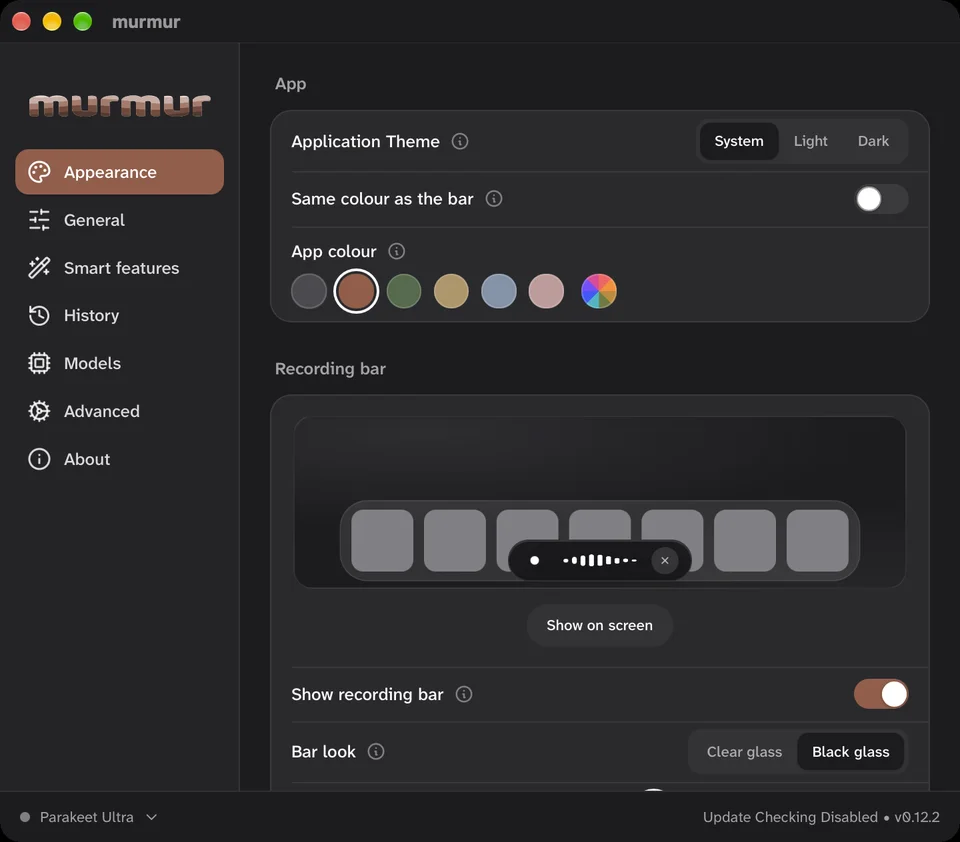 murmur
murmur
Appearance
General
Smart features
History
Models
Advanced
About
App
Application Theme
System Light Dark
Same colour as the bar
App colour
Recording bar
Show on screen
Show recording bar
Bar look
Clear glass Black glass
Parakeet Ultra
Update Checking Disabled • v0.12.2